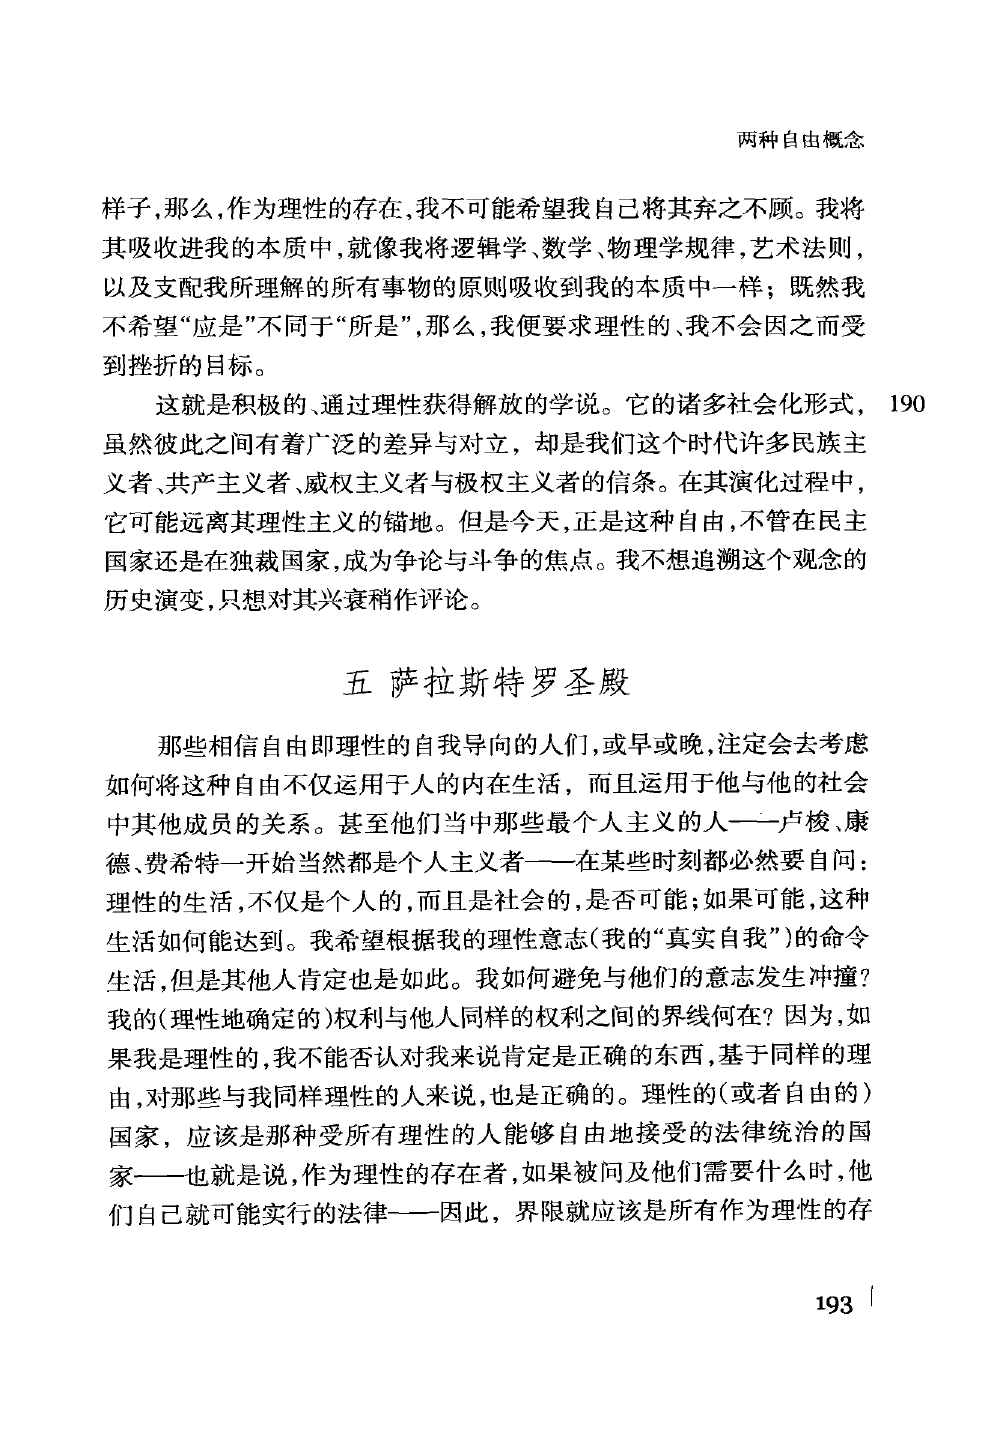 两种自由概念
样子,那么,作为理性的存在,我不可能希望我自己将其弃之不顾。我将
其吸收进我的本质中,就像我将逻辑学、数学、物理学规律,艺术法则,
以及支配我所理解的所有事物的原则吸收到我的本质中一样；既然我
不希望“应是”不同于“所是”,那么,我便要求理性的、我不会因之而受
到挫折的目标。
这就是积极的、通过理性获得解放的学说。它的诸多社会化形式， 190
虽然彼此之间有着广泛的差异与对立，却是我们这个时代许多民族主
义者、共产主义者、威权主义者与极权主义者的信条。在其演化过程中,
它可能远离其理性主义的锚地。但是今天,正是这种自由,不管在民主
国家还是在独裁国家,成为争论与斗争的焦点。我不想追溯这个观念的
历史演变,只想对其兴衰稍作评论。
五 萨拉斯特罗圣殿
那些相信自由即理性的自我导向的人们,或早或晚,注定会去考虑
如何将这种自由不仅运用于人的内在生活，而且运用于他与他的社会
中其他成员的关系。甚至他们当中那些最个人主义的人——卢梭、康
德、费希特一开始当然都是个人主义者——在某些时刻都必然要自问：
理性的生活,不仅是个人的,而且是社会的,是否可能;如果可能,这种
生活如何能达到。我希望根据我的理性意志(我的“真实自我”)的命令
生活,但是其他人肯定也是如此。我如何避免与他们的意志发生冲撞?
我的(理性地确定的)权利与他人同样的权利之间的界线何在? 因为,如
果我是理性的,我不能否认对我来说肯定是正确的东西,基于同样的理
由,对那些与我同样理性的人来说,也是正确的。理性的(或者自由的)
国家，应该是那种受所有理性的人能够自由地接受的法律统治的国
家——也就是说,作为理性的存在者,如果被问及他们需要什么时,他
们自己就可能实行的法律——因此，界限就应该是所有作为理性的存
193